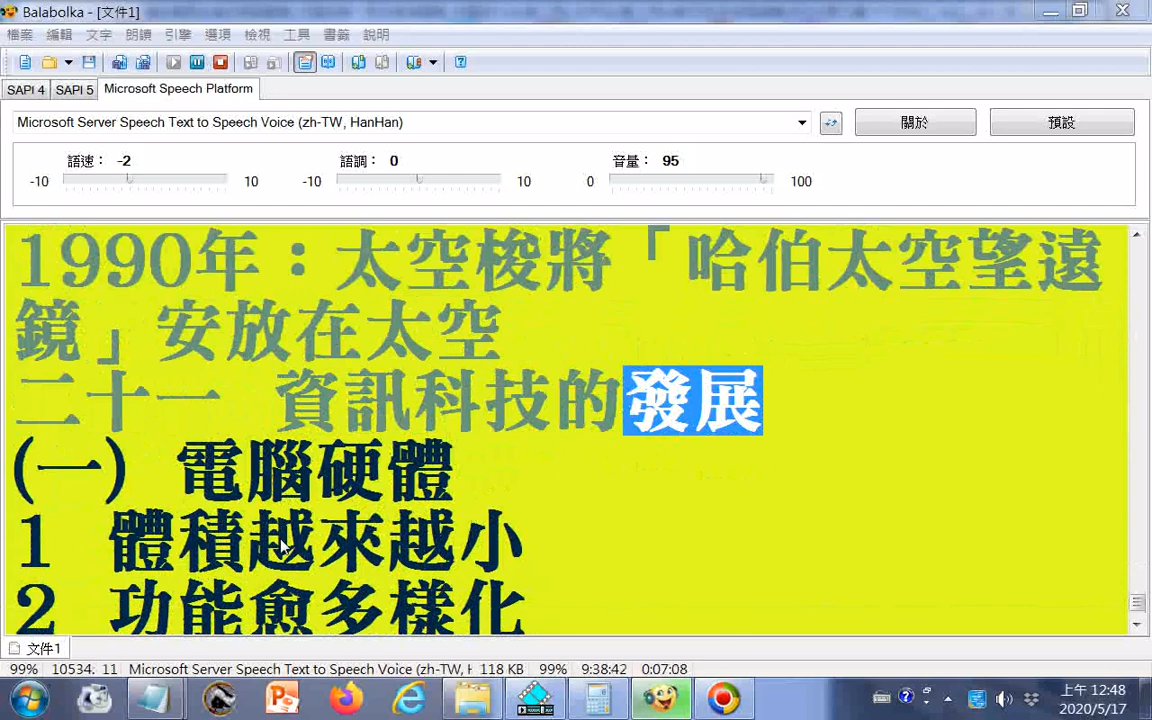 Balabolka - [文件1]
檔案 編輯 文字 朗讀 引擎 選項 檢視 工具 書籤 說明
SAPI 4 SAPI 5 Microsoft Speech Platform
Microsoft Server Speech Text to Speech Voice (zh-TW, HanHan) 關於 預設
語速： -2 語調： 0 音量： 95
-10 10 -10 10 0 100
1990年：太空梭將「哈伯太空望遠
鏡」安放在太空
二十一 資訊科技的發展
(一) 電腦硬體
1 體積越來越小
2 功能愈多樣化
文件1
99% 10534. 11 Microsoft Server Speech Text to Speech Voice (zh-TW, H 118 KB 99% 9:38:42 0:07:08
上午 12:48
2020/5/17